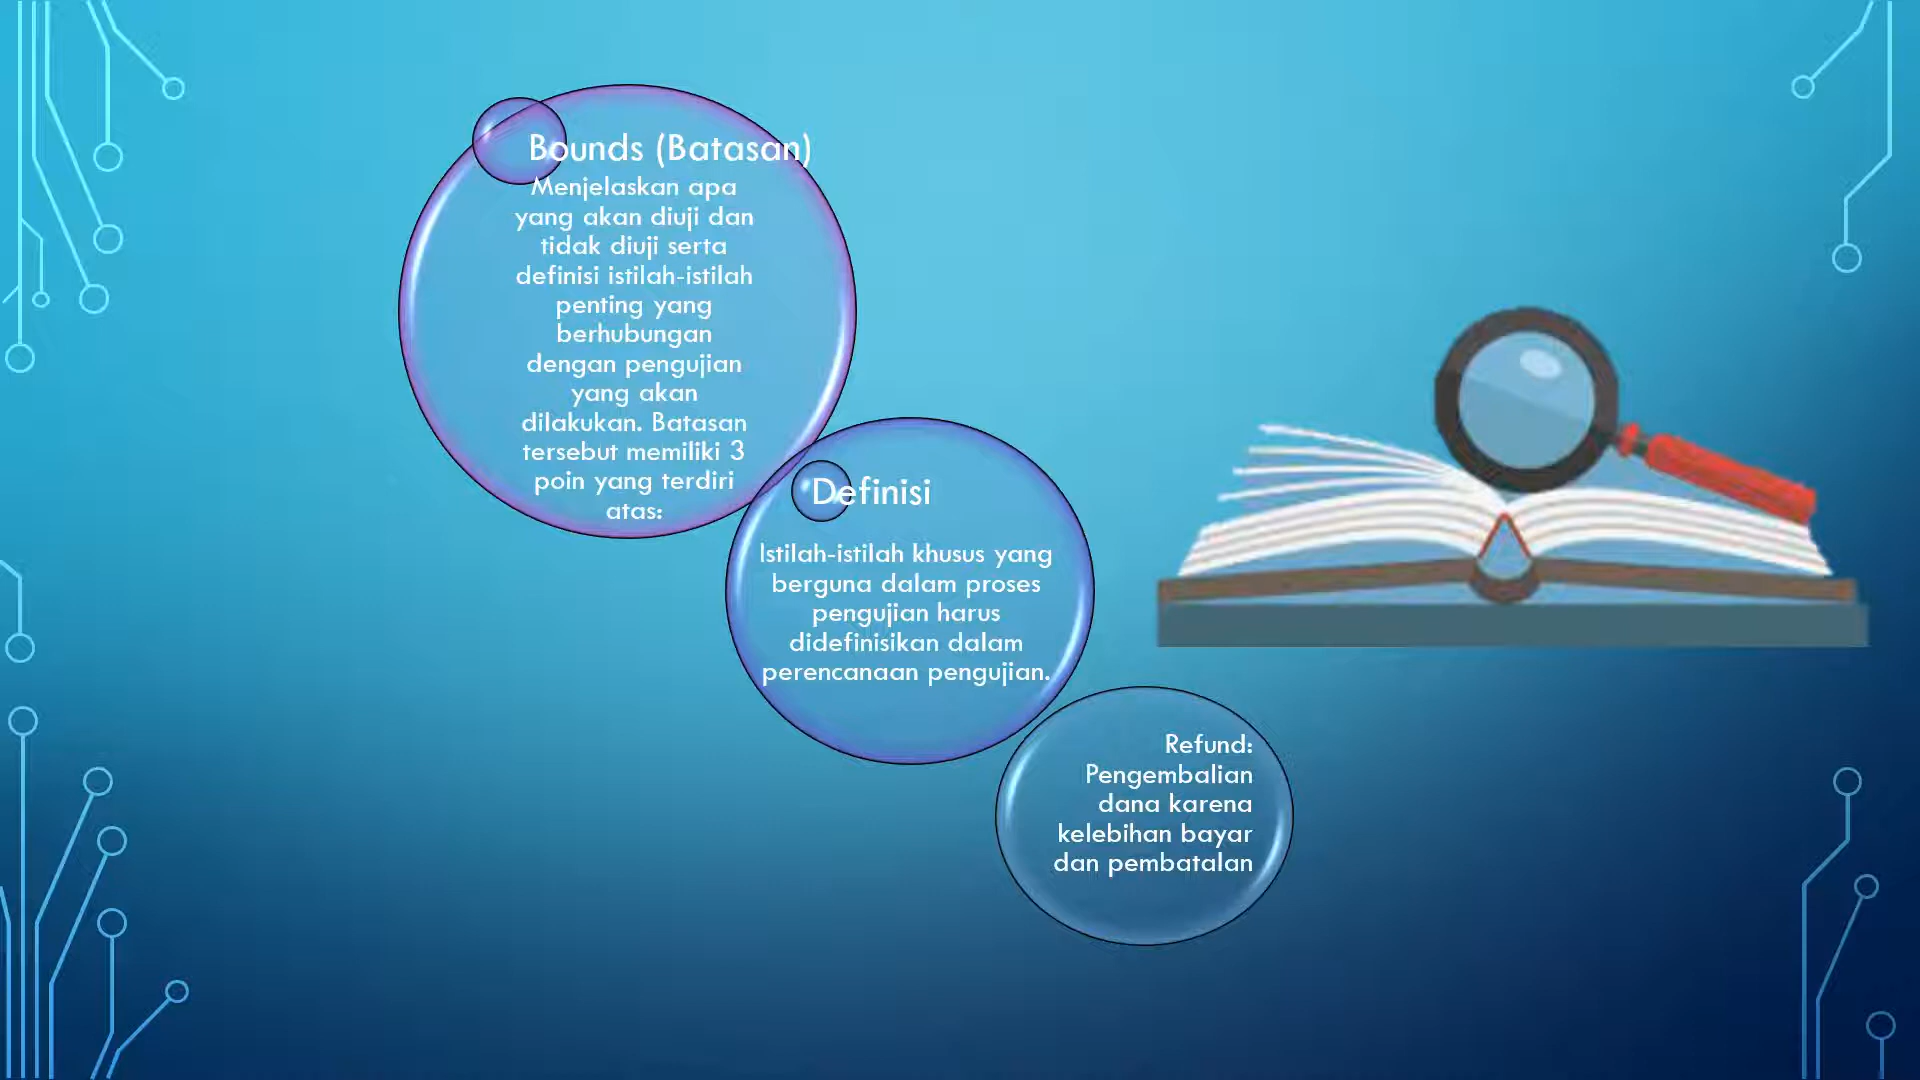 Bounds (Batasan)
Menjelaskan apa
yang akan diuji dan
tidak diuji serta
definisi istilah-istilah
penting yang
berhubungan
dengan pengujian
yang akan
dilakukan. Batasan
tersebut memiliki 3
poin yang terdiri
atas:
Definisi
Istilah-istilah khusus yang
berguna dalam proses
pengujian harus
didefinisikan dalam
perencanaan pengujian.
Refund:
Pengembalian
dana karena
kelebihan bayar
dan pembatalan